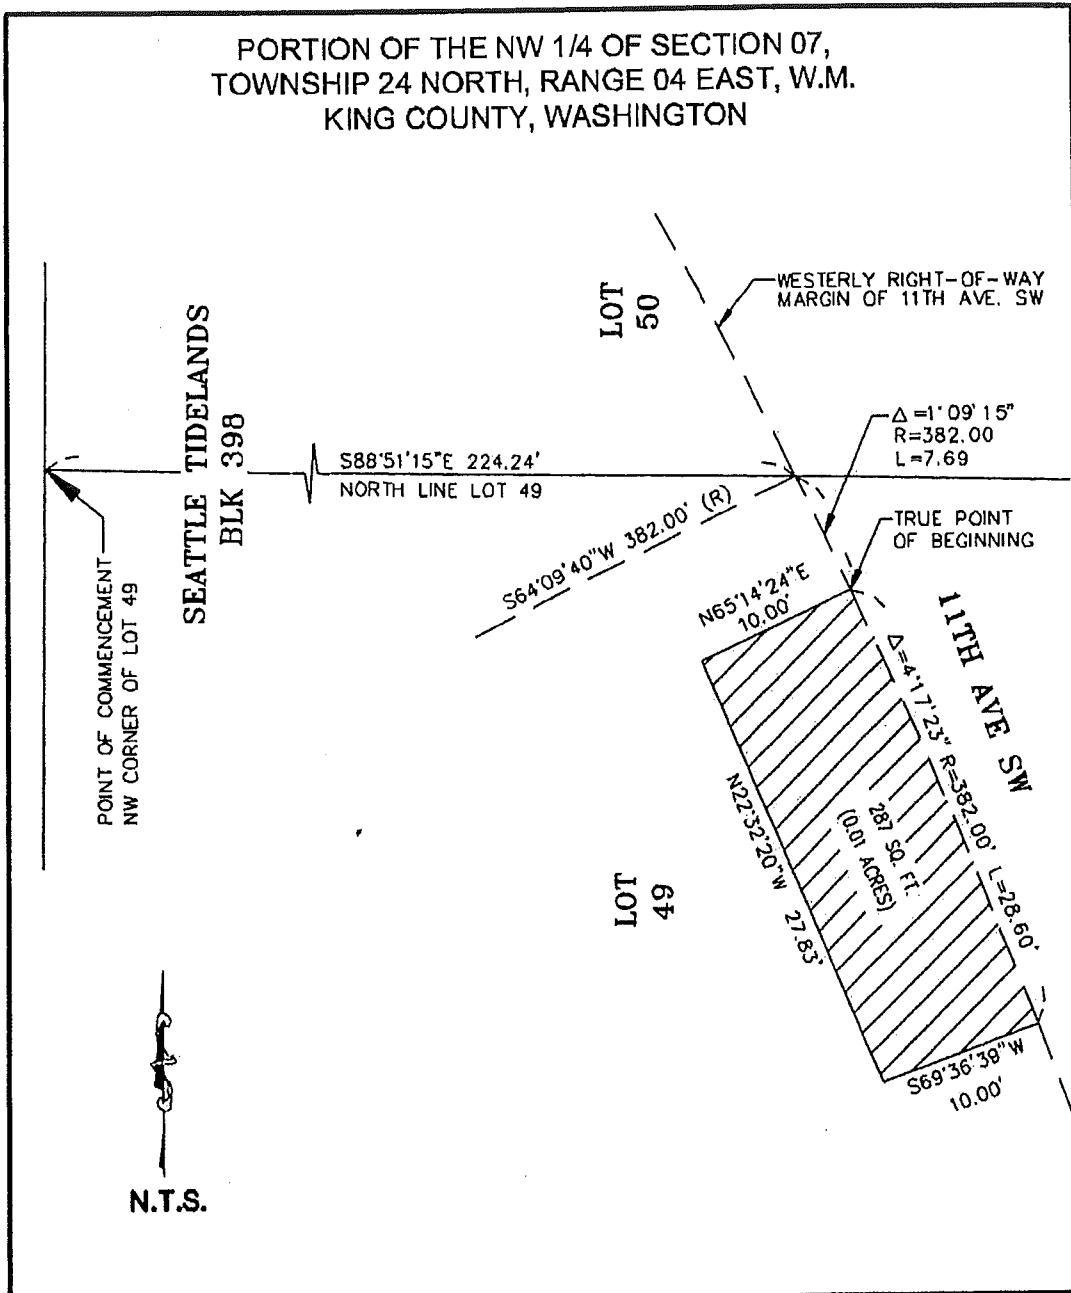 PORTION OF THE NW 1/4 OF SECTION 07,
TOWNSHIP 24 NORTH, RANGE 04 EAST, W.M.
KING COUNTY, WASHINGTON
LOT
50
WESTERLY RIGHT-OF-WAY
MARGIN OF 11TH AVE. SW
SEATTLE TIDELANDS
BLK 398
Δ=1°09'15"
R=382.00
L=7.69
S88°51'15"E 224.24'
NORTH LINE LOT 49
S64°09'40"W 382.00' (R)
TRUE POINT
OF BEGINNING
POINT OF COMMENCEMENT
NW CORNER OF LOT 49
N65°14'24"E
10.00'
11TH AVE SW
Δ=4°17'23" R=382.00' L=28.60'
N22°32'20"W 27.83'
287 SQ. FT.
(0.01 ACRES)
LOT
49
S69°36'39"W
10.00'
N.T.S.